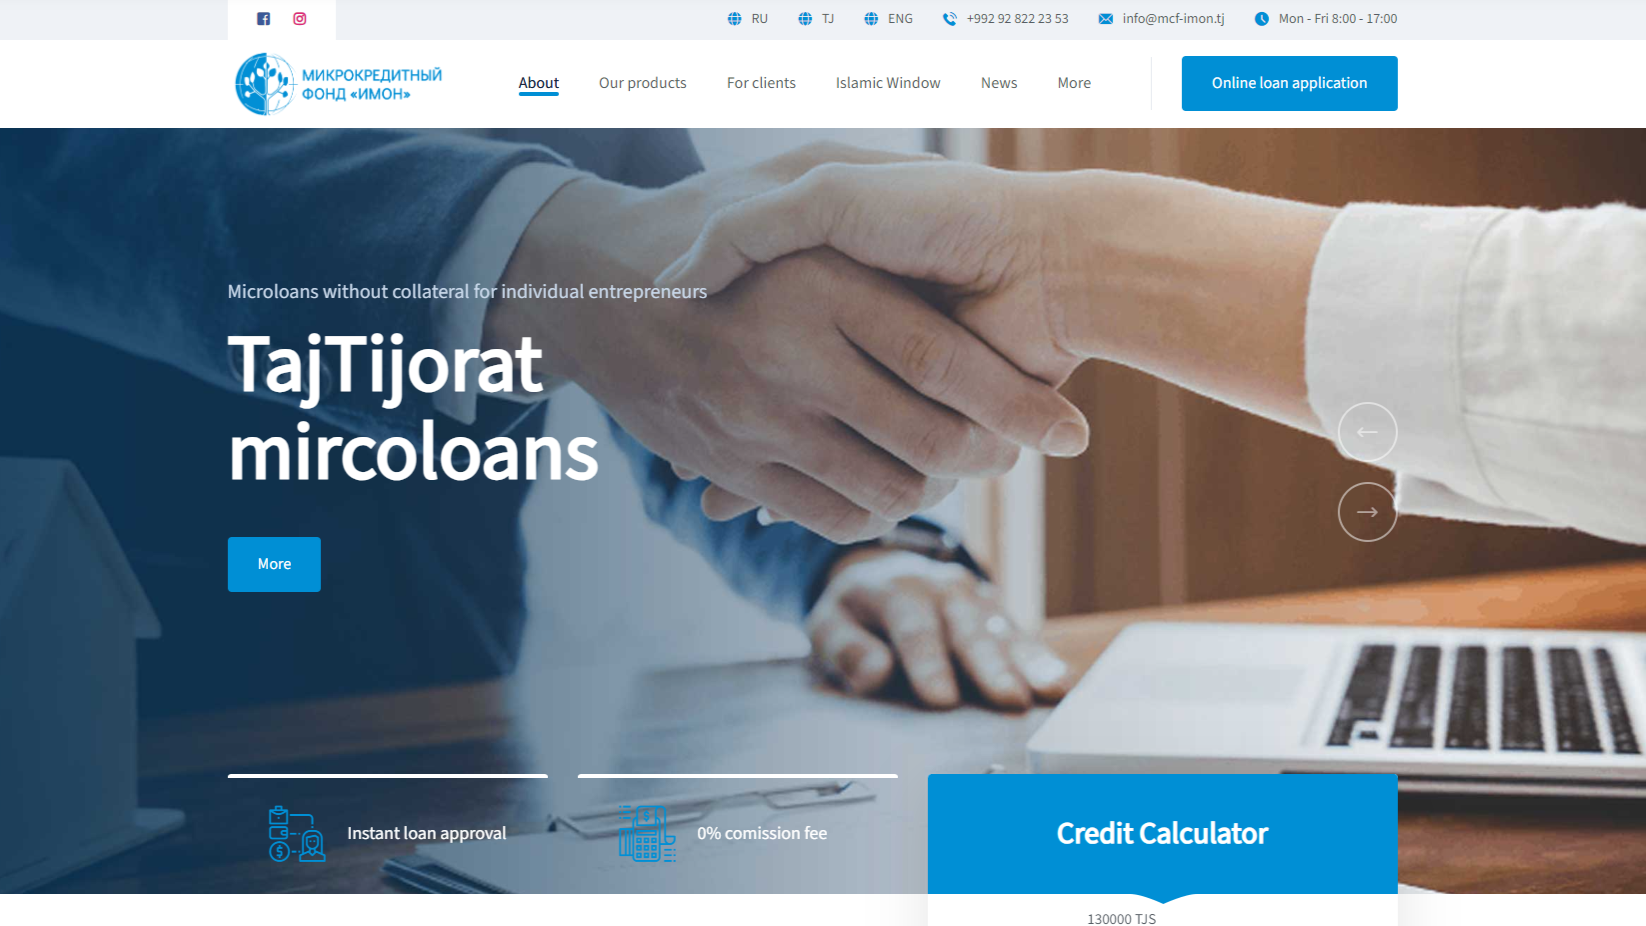 RU
TJ
ENG
+992 92 822 23 53
info@mcf-imon.tj
Mon - Fri 8:00 - 17:00
МИКРОКРЕДИТНЫЙ
ФОНД «ИМОН»
About
Our products
For clients
Islamic Window
News
More
Online loan application
Microloans without collateral for individual entrepreneurs
TajTijorat
mircoloans
More
Instant loan approval
0% comission fee
Credit Calculator
130000 TJS